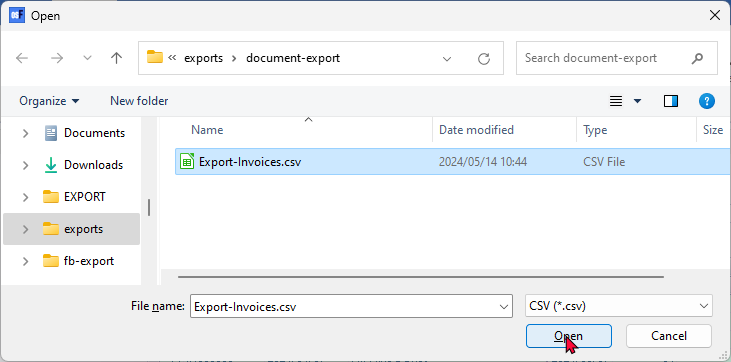 Open
« exports > document-export
Search document-export
Organize
New folder
Name
Date modified
Type
Size
Documents
Downloads
EXPORT
exports
fb-export
Export-Invoices.csv
2024/05/14 10:44
CSV File
File name:
Export-Invoices.csv
CSV (*.csv)
Open
Cancel